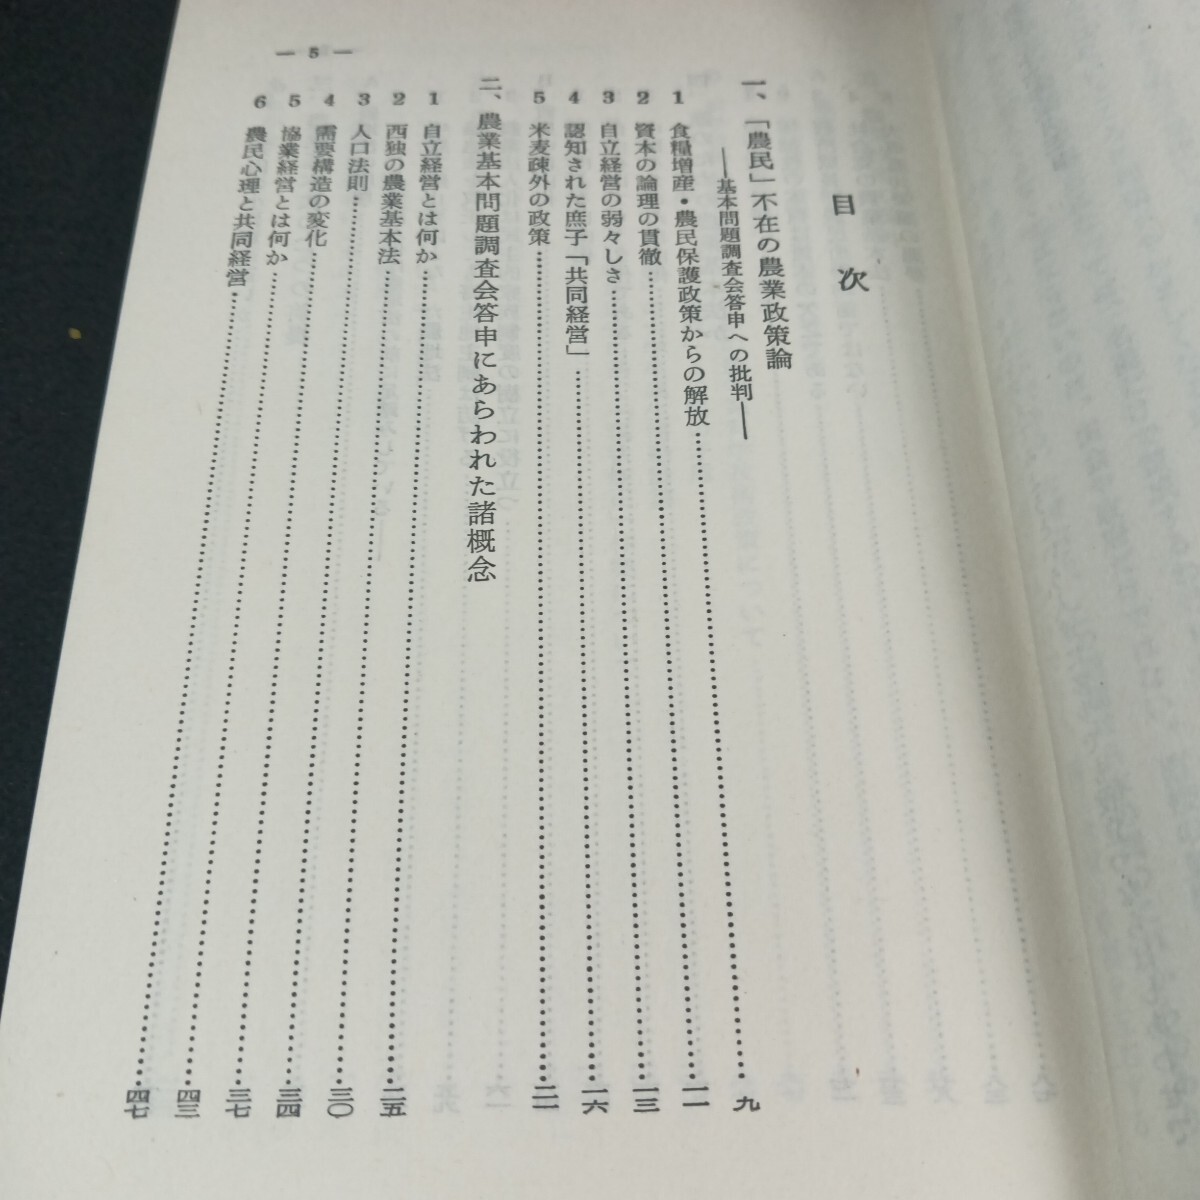 目次
一、「農民」不在の農業政策論
――基本問題調査会答申への批判――
1 食糧増産・農民保護政策からの解放……九
2 資本の論理の貫徹……一一
3 自立経営の弱々しさ……一三
4 認知された庶子「共同経営」……一六
5 米麦疎外の政策……二一
二、農業基本問題調査会答申にあらわれた諸概念
1 自立経営とは何か……二五
2 西独の農業基本法……三〇
3 人口法則……三四
4 需要構造の変化……三七
5 協業経営とは何か……四三
6 農民心理と共同経営……四七
― 5 ―